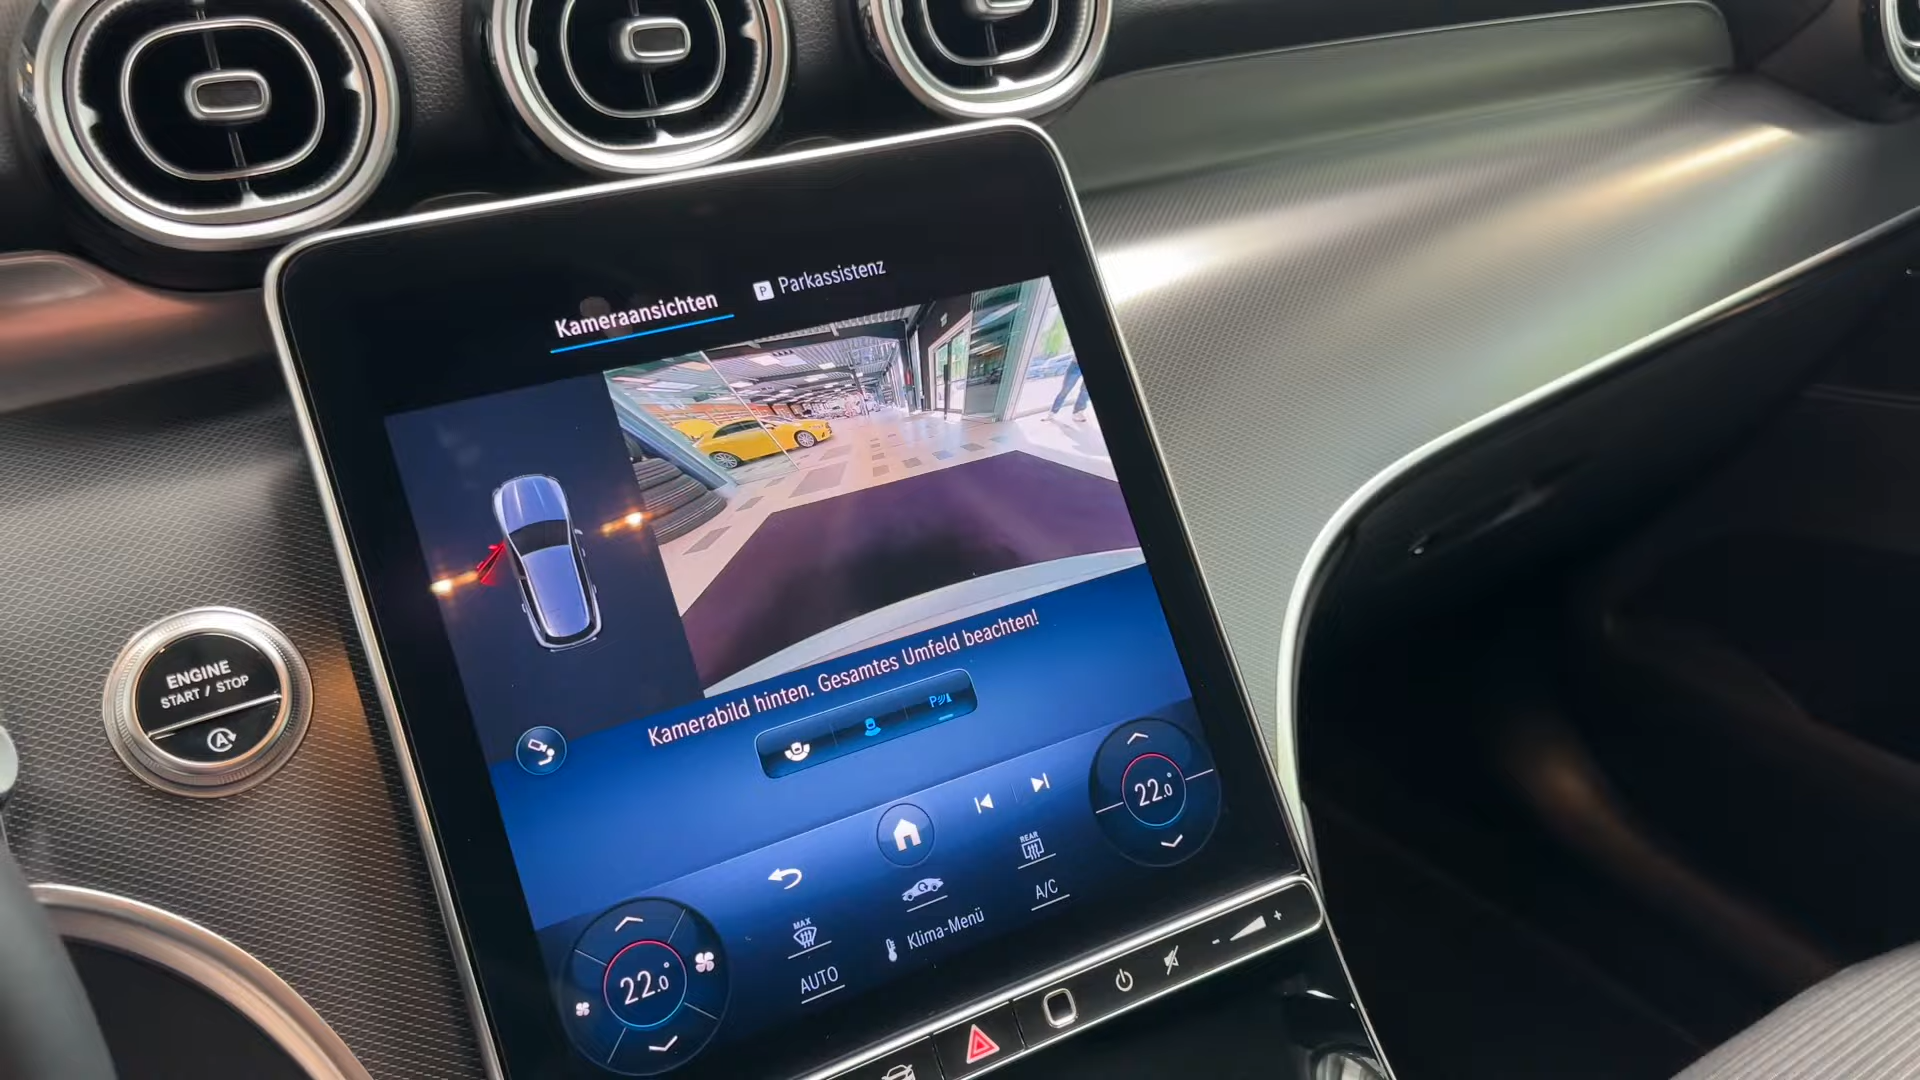 Kameraansichten
P Parkassistenz
Kamerabild hinten. Gesamtes Umfeld beachten!
P
ENGINE
START / STOP
A
22.0°
REAR
A/C
MAX
Klima-Menü
AUTO
22.0°
- +